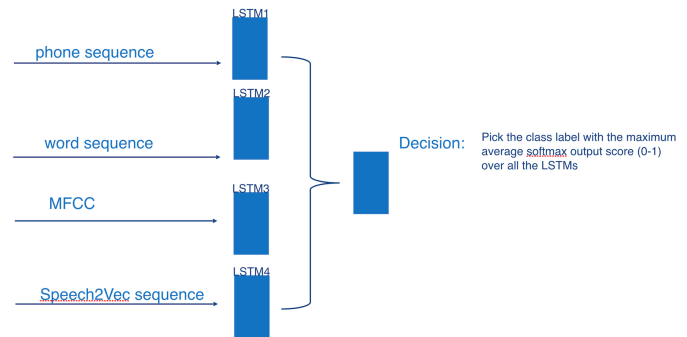 LSTM1
phone sequence
LSTM2
word sequence
Decision:
Pick the class label with the maximum
average softmax output score (0-1)
over all the LSTMs
LSTM3
MFCC
LSTM4
Speech2Vec sequence